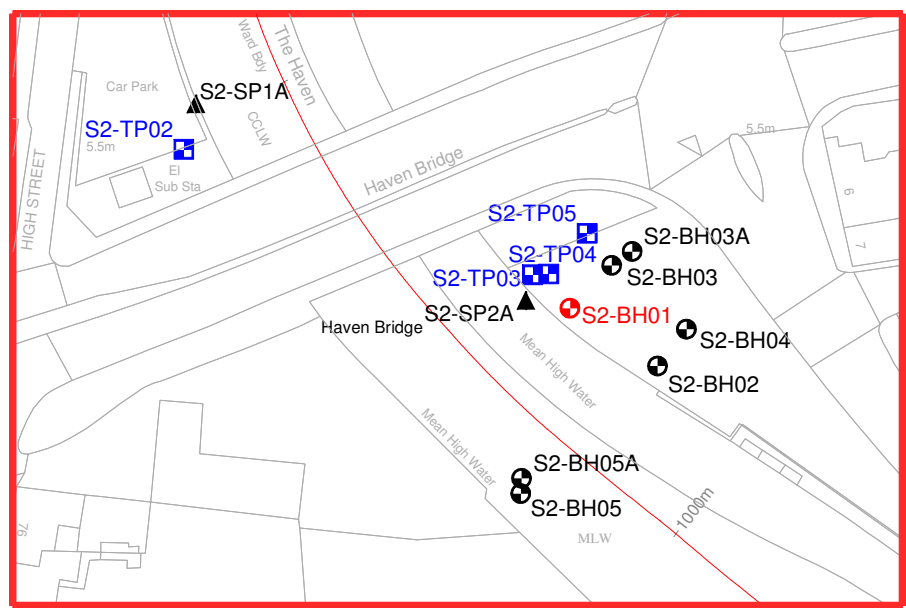 Ward Bdy
The Haven
Car Park
S2-SP1A
CCLW
S2-TP02
5.5m
5.5m
El
Sub Sta
HIGH STREET
Haven Bridge
6
7
S2-TP05
S2-BH03A
S2-TP04
S2-TP03
S2-BH03
S2-SP2A
S2-BH01
Haven Bridge
S2-BH04
Mean High Water
S2-BH02
Mean High Water
S2-BH05A
S2-BH05
-1000m
76
MLW